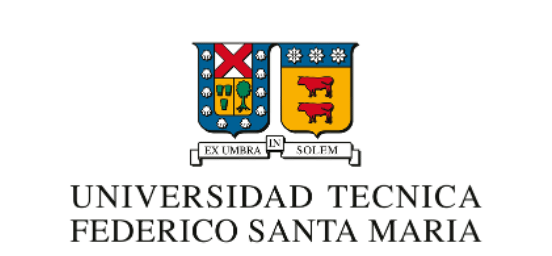 EX UMBRA IN SOLEM
UNIVERSIDAD TECNICA
FEDERICO SANTA MARIA